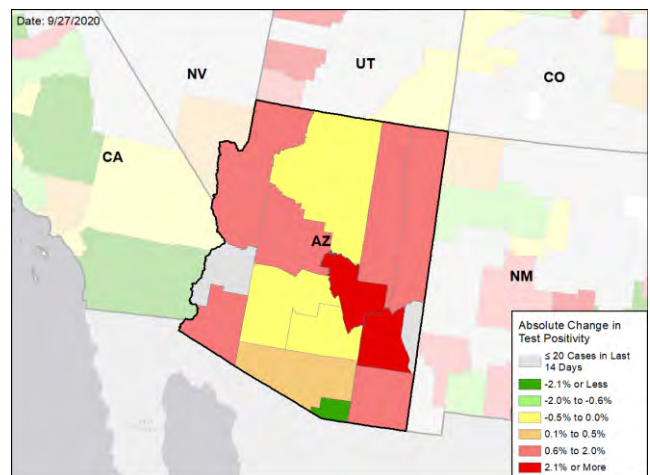 Date: 9/27/2020
NV
UT
CO
CA
AZ
NM
Absolute Change in
Test Positivity
≤ 20 Cases in Last
14 Days
-2.1% or Less
-2.0% to -0.6%
-0.5% to 0.0%
0.1% to 0.5%
0.6% to 2.0%
2.1% or More